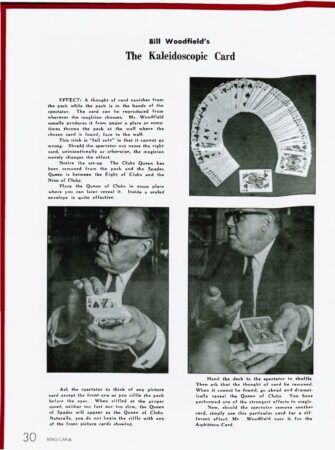 Bill Woodfield's
The Kaleidoscopic Card
EFFECT: A thought of card vanishes from
the pack while the pack is in the hands of the
spectator. The card can be reproduced from
wherever the magician chooses. Mr. Woodfield
usually produces it from under a plate or some-
times throws the pack at the wall where the
chosen card is found, face to the wall.
This trick is "fail safe" in that it cannot go
wrong. Should the spectator not name the right
card, unintentionally or otherwise, the magician
merely changes the effect.
Notice the set-up. The Clubs Queen has
been removed from the pack and the Spades
Queen is between the Eight of Clubs and the
Nine of Clubs.
Place the Queen of Clubs in some place
where you can later reveal it. Inside a sealed
envelope is quite effective.
Ask the spectator to think of any picture
card except the front one as you riffle the pack
before the eyes. When riffled at the proper
speed, neither too fast nor too slow, the Queen
of Spades will appear as the Queen of Clubs.
Naturally, you do not begin the riffle with any
of the front picture cards showing.
Hand the deck to the spectator to shuffle.
Then ask that the thought of card be removed.
When it cannot be found, go ahead and dramat-
ically reveal the Queen of Clubs. You have
performed one of the strongest effects in magic.
Now, should the spectator remove another
card, simply use this particular card for a dif-
ferent effect. Mr. Woodfield uses it for the
Ambitious Card.
30 MAGICANA